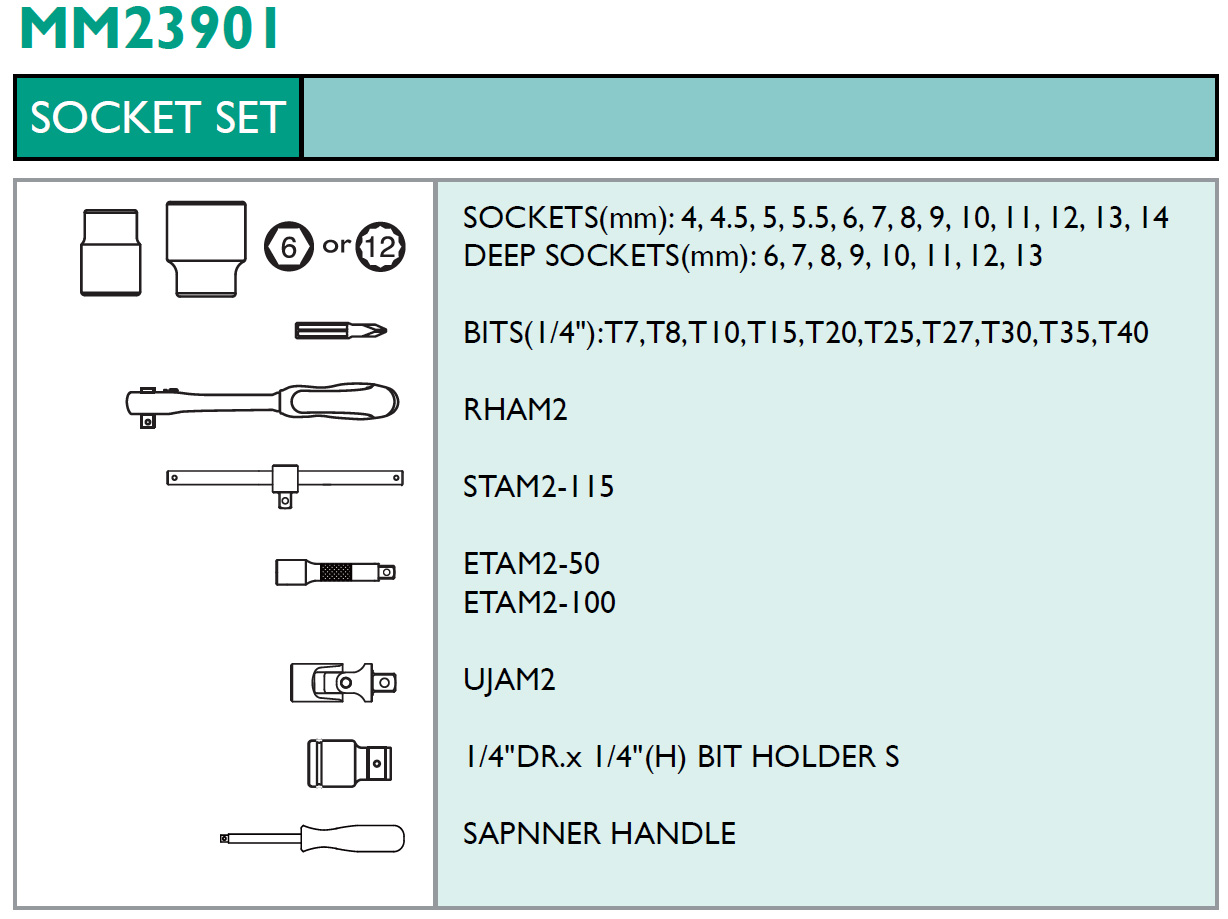 MM23901
SOCKET SET
6 or 12
SOCKETS(mm): 4, 4.5, 5, 5.5, 6, 7, 8, 9, 10, 11, 12, 13, 14
DEEP SOCKETS(mm): 6, 7, 8, 9, 10, 11, 12, 13
BITS(1/4"):T7,T8,T10,T15,T20,T25,T27,T30,T35,T40
RHAM2
STAM2-115
ETAM2-50
ETAM2-100
UJAM2
1/4"DR.x 1/4"(H) BIT HOLDER S
SAPNNER HANDLE